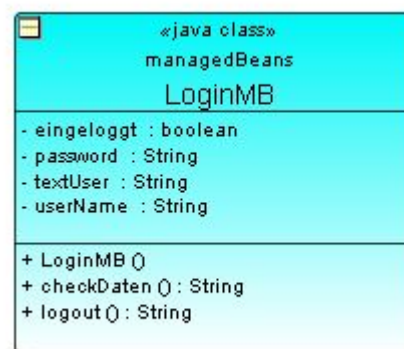 «java class»
managedBeans
LoginMB
- eingeloggt : boolean
- password : String
- textUser : String
- userName : String
+ LoginMB ()
+ checkDaten () : String
+ logout () : String